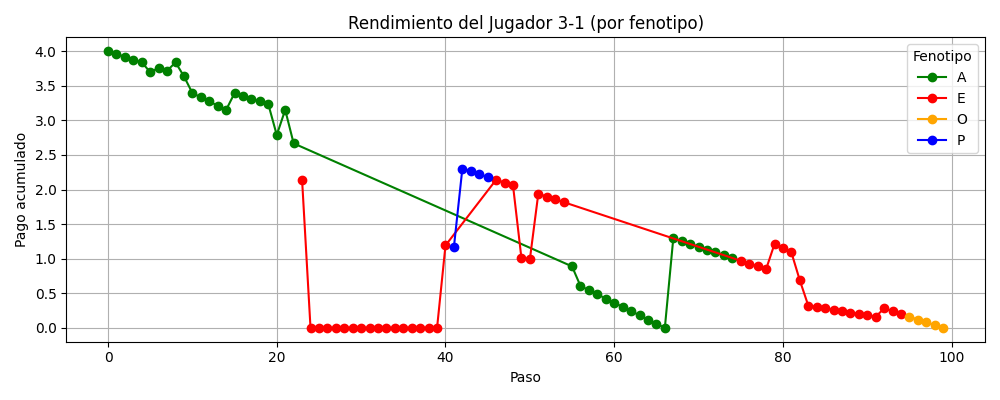 Rendimiento del Jugador 3-1 (por fenotipo)
Pago acumulado
4.0
3.5
3.0
2.5
2.0
1.5
1.0
0.5
0.0
Fenotipo
A
E
O
P
0
20
40
60
80
100
Paso